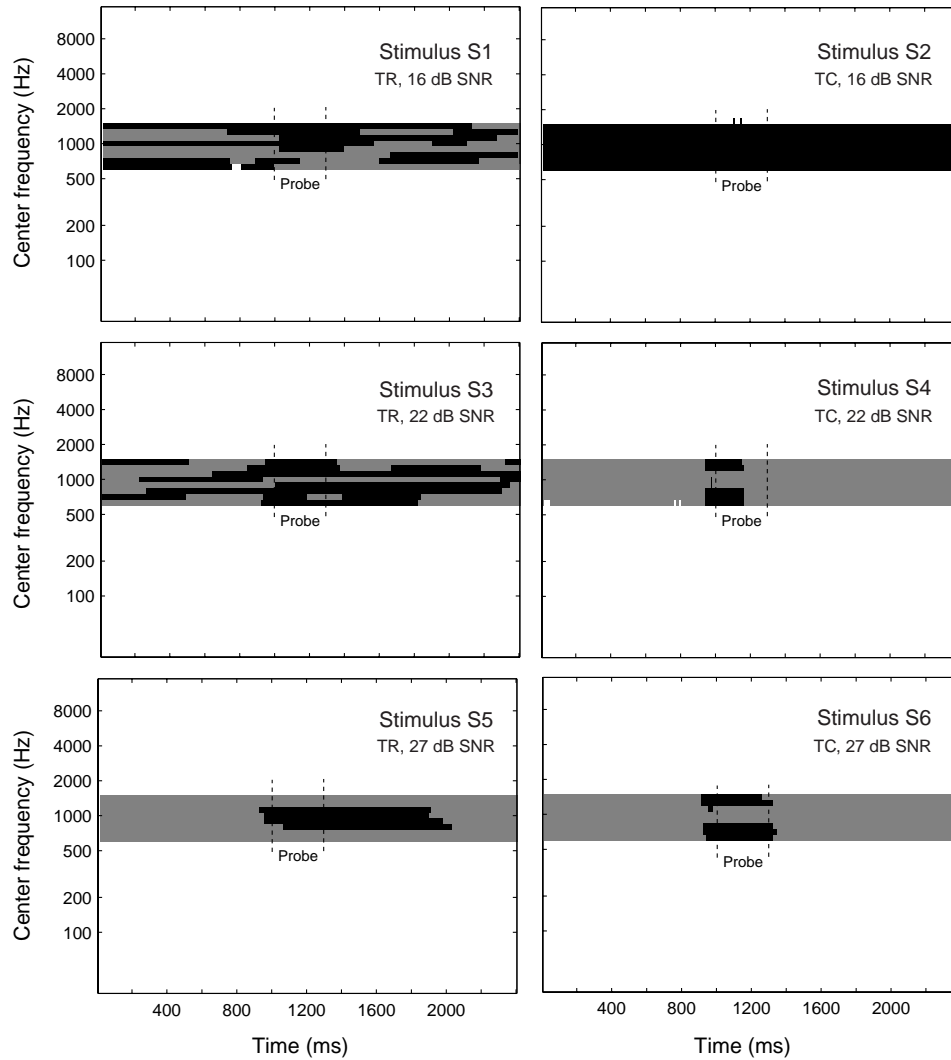 Stimulus S1
TR, 16 dB SNR
Center frequency (Hz)
8000
4000
2000
1000
500
200
100
Probe
Stimulus S2
TC, 16 dB SNR
Probe
Stimulus S3
TR, 22 dB SNR
Center frequency (Hz)
8000
4000
2000
1000
500
200
100
Probe
Stimulus S4
TC, 22 dB SNR
Probe
Stimulus S5
TR, 27 dB SNR
Center frequency (Hz)
8000
4000
2000
1000
500
200
100
Probe
400 800 1200 1600 2000
Time (ms)
Stimulus S6
TC, 27 dB SNR
Probe
400 800 1200 1600 2000
Time (ms)